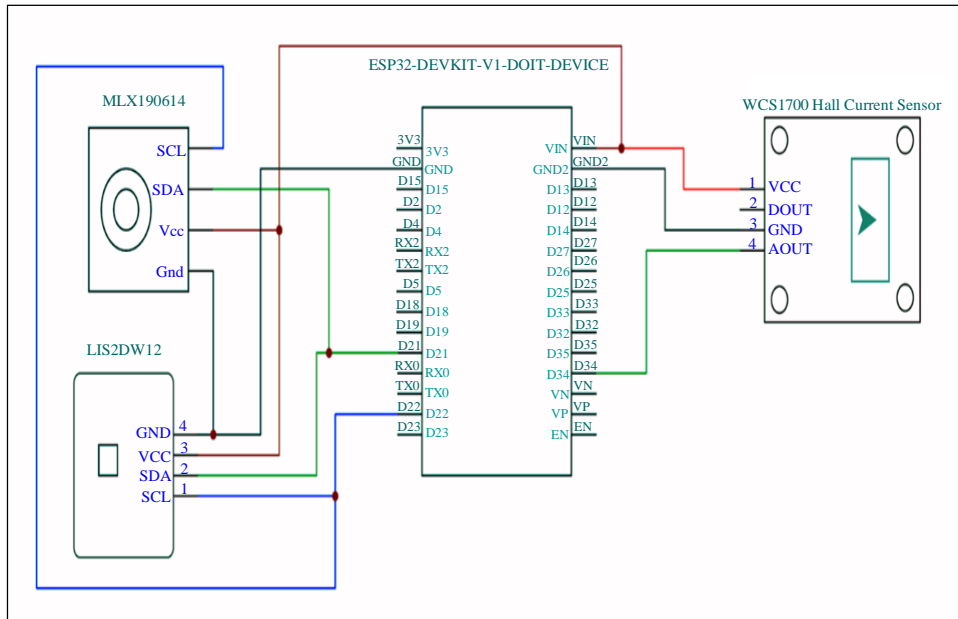 ESP32-DEVKIT-V1-DOIT-DEVICE
MLX190614
SCL
SDA
Vcc
Gnd
LIS2DW12
GND 4
VCC 3
SDA 2
SCL 1
3V3 3V3
GND GND
D15 D15
D2 D2
D4 D4
RX2 RX2
TX2 TX2
D5 D5
D18 D18
D19 D19
D21 D21
RX0 RX0
TX0 TX0
D22 D22
D23 D23
VIN VIN
GND2 GND2
D13 D13
D12 D12
D14 D14
D27 D27
D26 D26
D25 D25
D33 D33
D32 D32
D35 D35
D34 D34
VN VN
VP VP
EN EN
WCS1700 Hall Current Sensor
1 VCC
2 DOUT
3 GND
4 AOUT